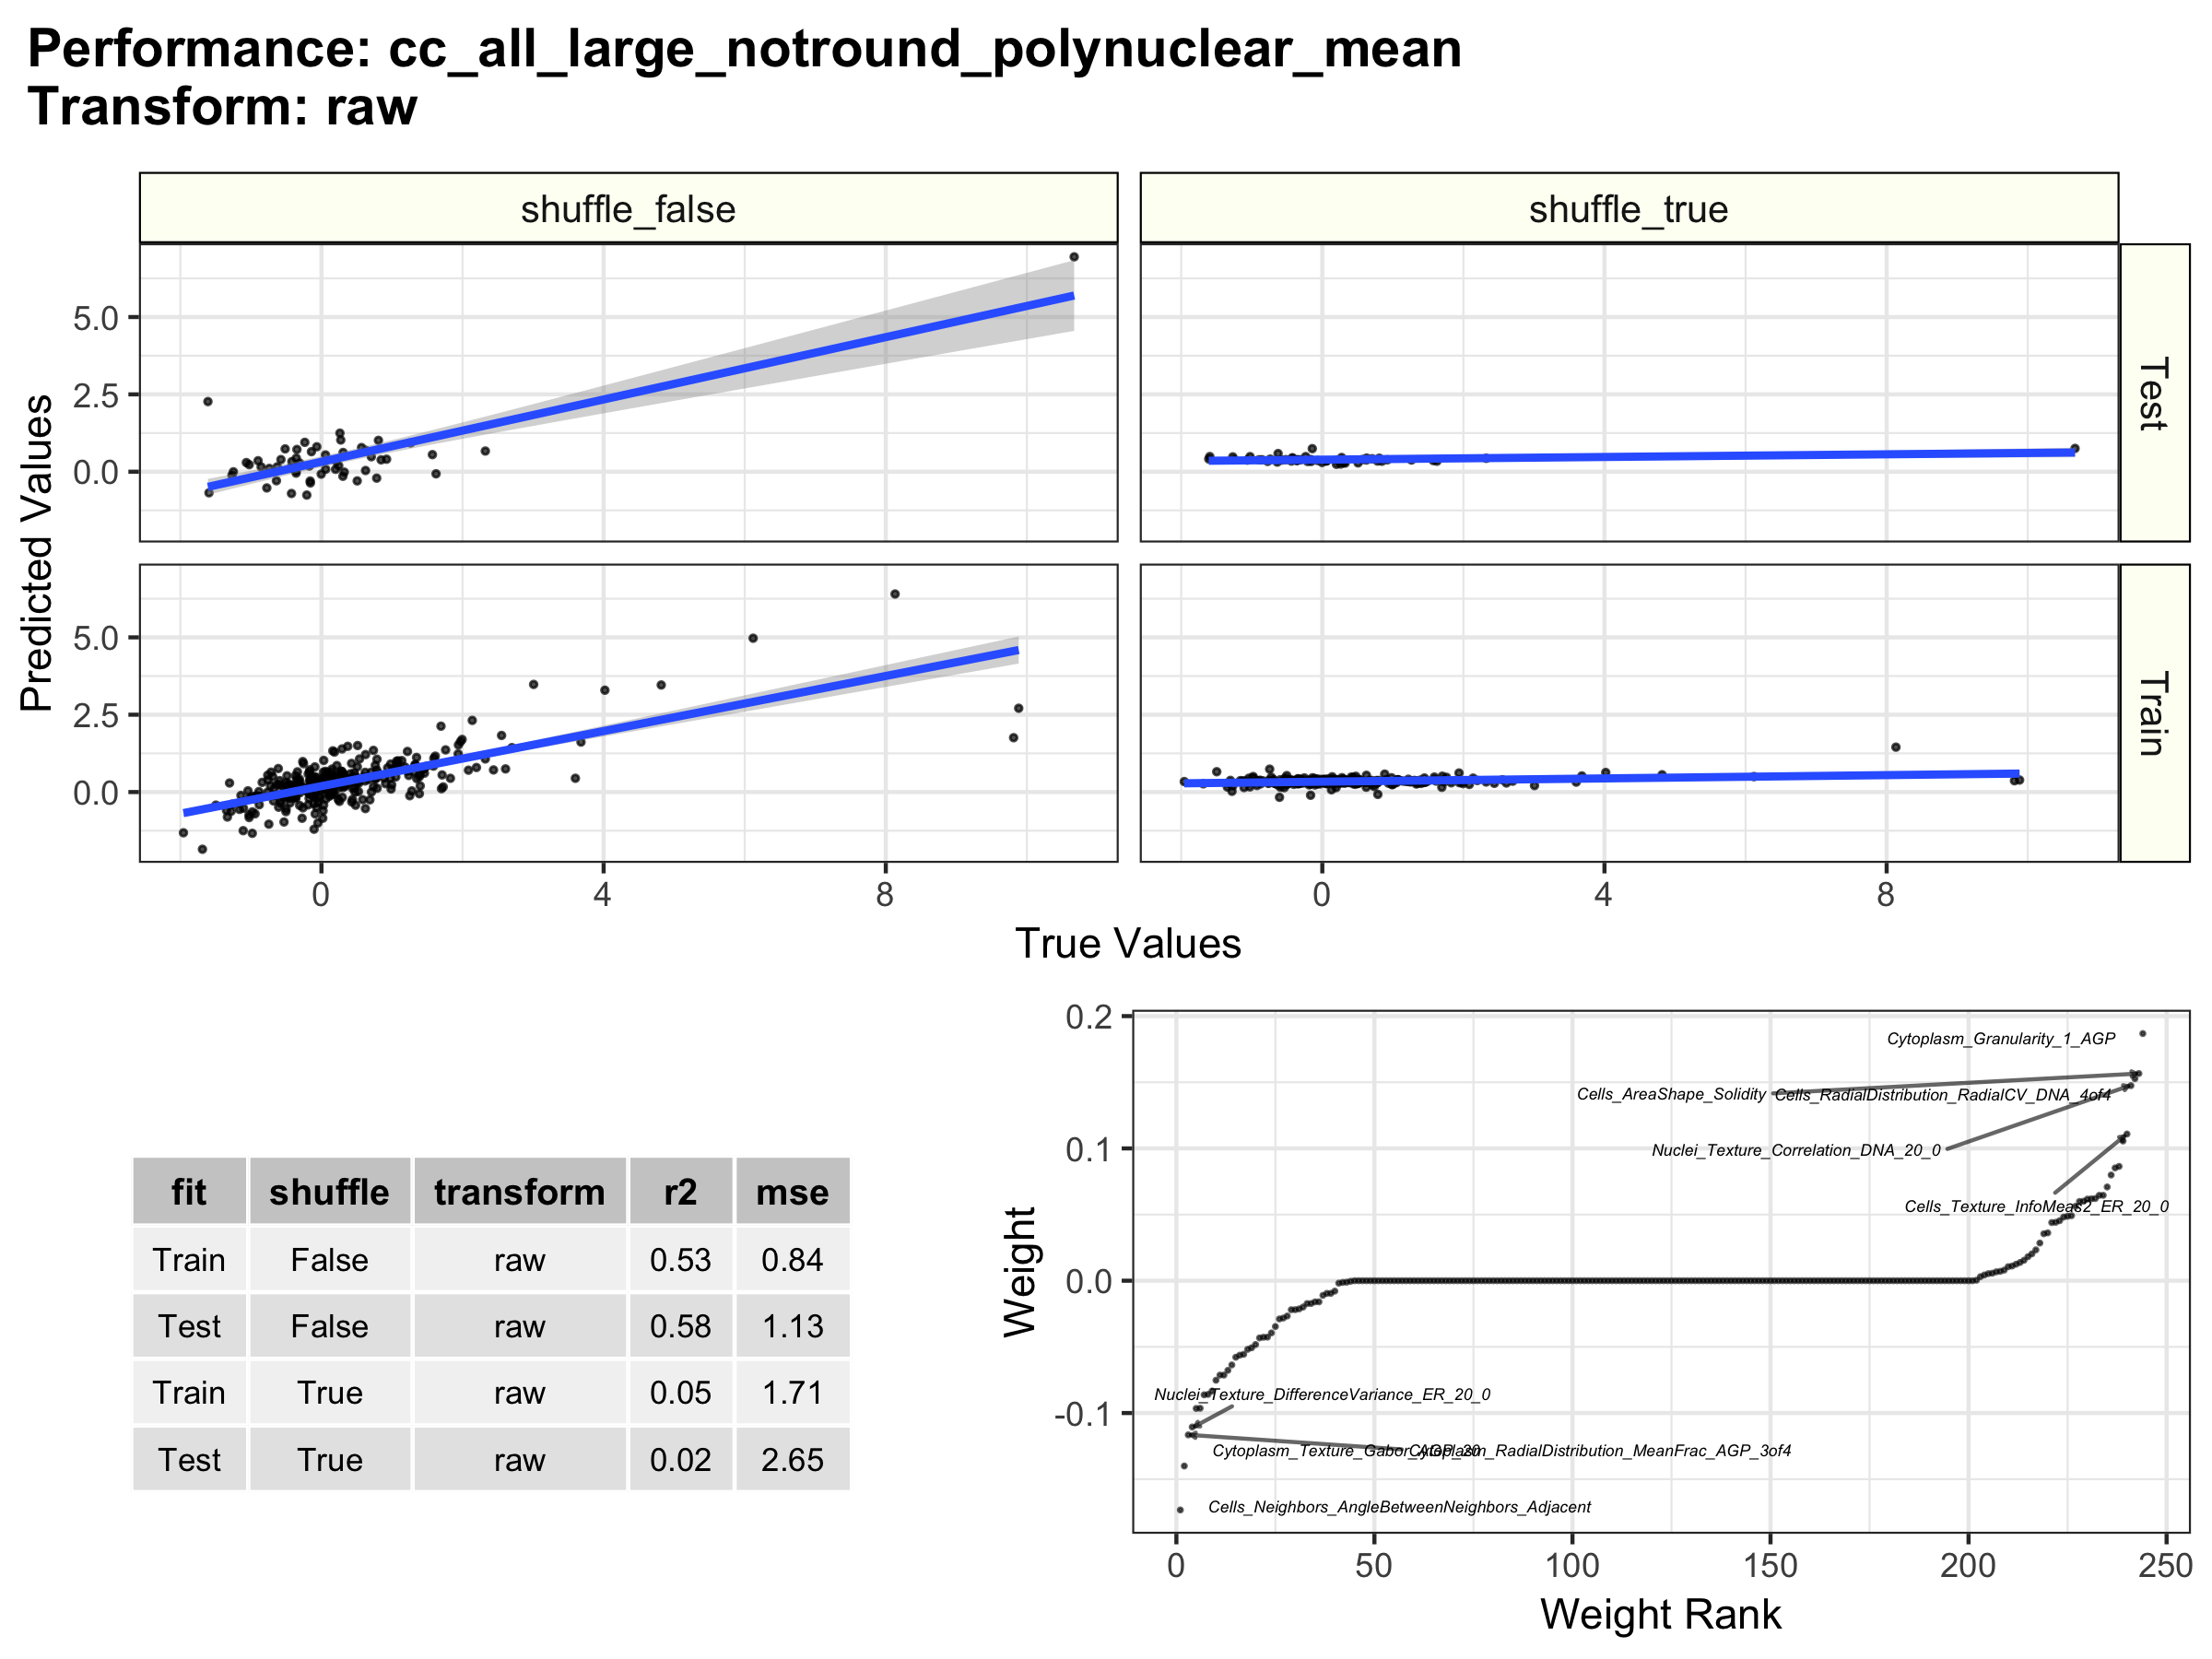 Performance: cc_all_large_notround_polynuclear_mean
Transform: raw
shuffle_false
shuffle_true
Predicted Values
5.0
2.5
0.0
Test
5.0
2.5
0.0
Train
0
4
8
0
4
8
True Values
fit shuffle transform r2 mse
Train False raw 0.53 0.84
Test False raw 0.58 1.13
Train True raw 0.05 1.71
Test True raw 0.02 2.65
Weight
0.2
0.1
0.0
-0.1
Cytoplasm_Granularity_1_AGP
Cells_AreaShape_Solidity
Cells_RadialDistribution_RadialCV_DNA_4of4
Nuclei_Texture_Correlation_DNA_20_0
Cells_Texture_InfoMeas2_ER_20_0
Nuclei_Texture_DifferenceVariance_ER_20_0
Cytoplasm_Texture_Gabor_AGP_20
Cytoplasm_RadialDistribution_MeanFrac_AGP_3of4
Cells_Neighbors_AngleBetweenNeighbors_Adjacent
0
50
100
150
200
250
Weight Rank